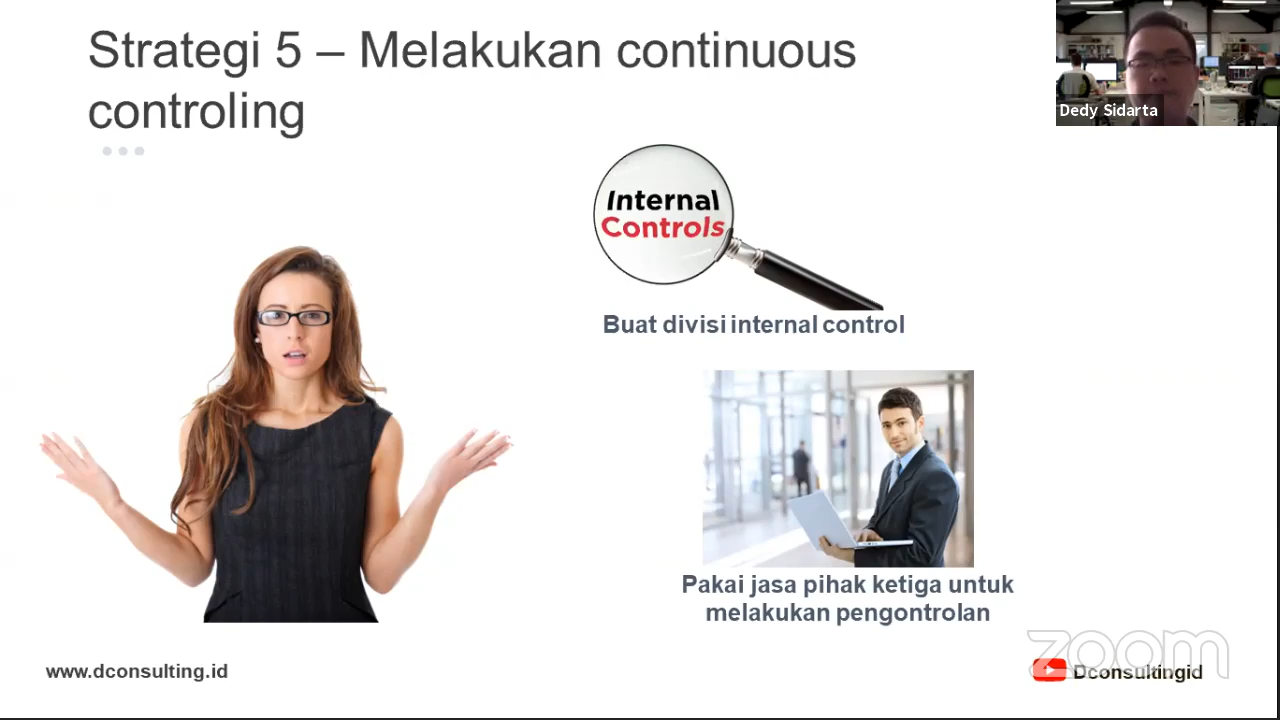 Strategi 5 – Melakukan continuous
controling
Dedy Sidarta
Internal
Controls
Buat divisi internal control
Pakai jasa pihak ketiga untuk
melakukan pengontrolan
zoom
www.dconsulting.id
Dconsultingid